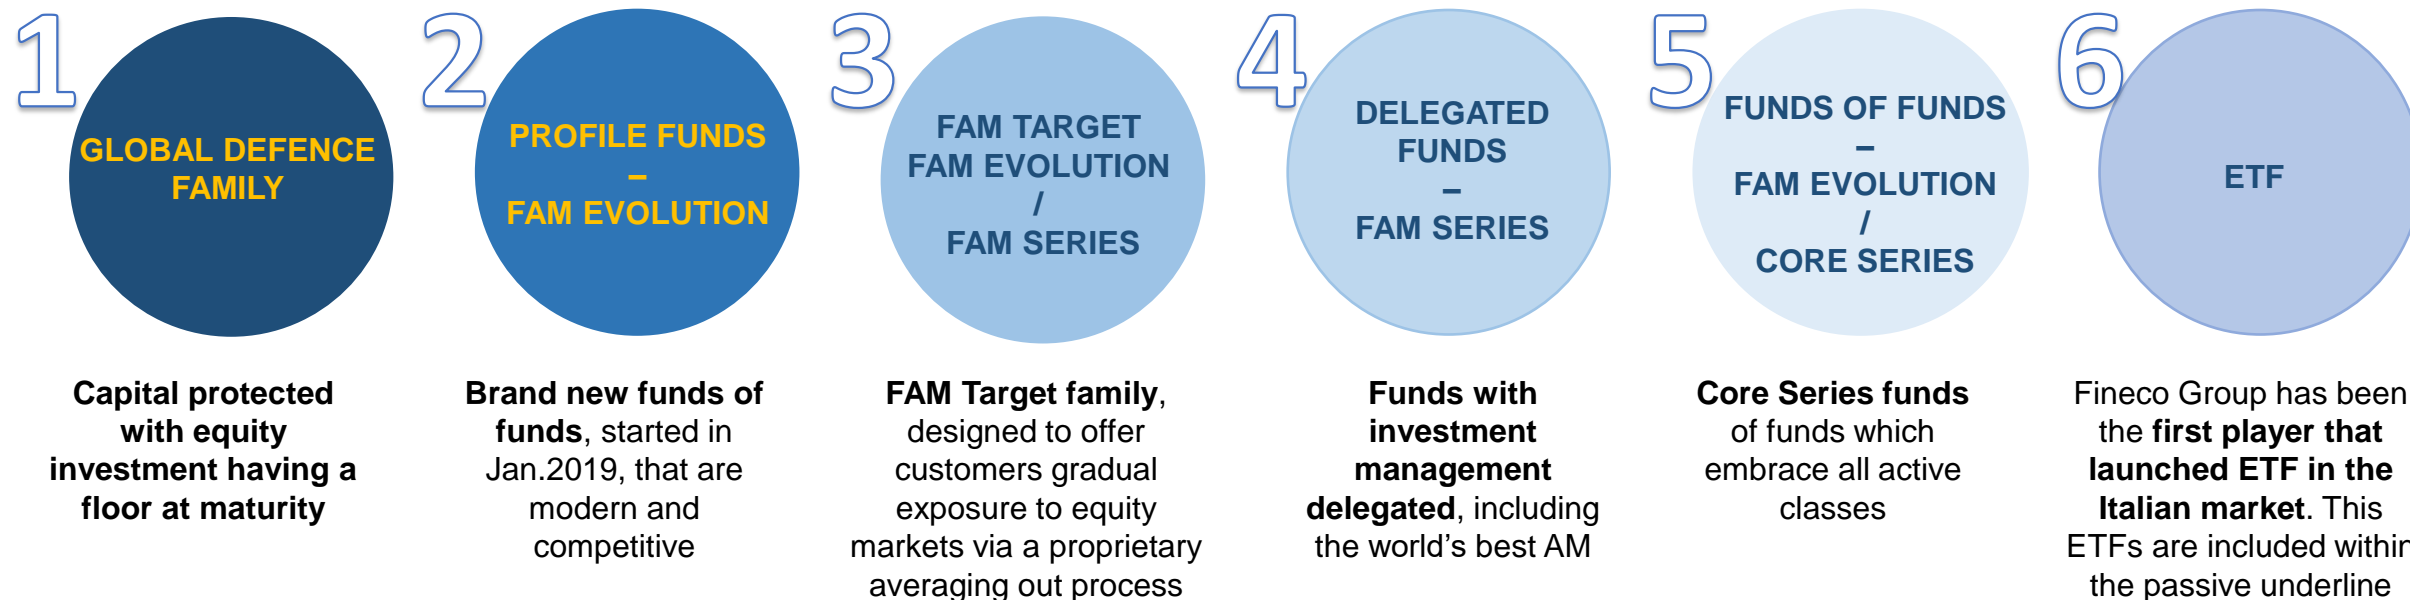 1
GLOBAL DEFENCE
FAMILY
Capital protected
with equity
investment having a
floor at maturity
2
PROFILE FUNDS
–
FAM EVOLUTION
Brand new funds of
funds, started in
Jan.2019, that are
modern and
competitive
3
FAM TARGET
FAM EVOLUTION
/
FAM SERIES
FAM Target family,
designed to offer
customers gradual
exposure to equity
markets via a proprietary
averaging out process
4
DELEGATED
FUNDS
–
FAM SERIES
Funds with
investment
management
delegated, including
the world’s best AM
5
FUNDS OF FUNDS
–
FAM EVOLUTION
/
CORE SERIES
Core Series funds
of funds which
embrace all active
classes
6
ETF
Fineco Group has been
the first player that
launched ETF in the
Italian market. This
ETFs are included within
the passive underline